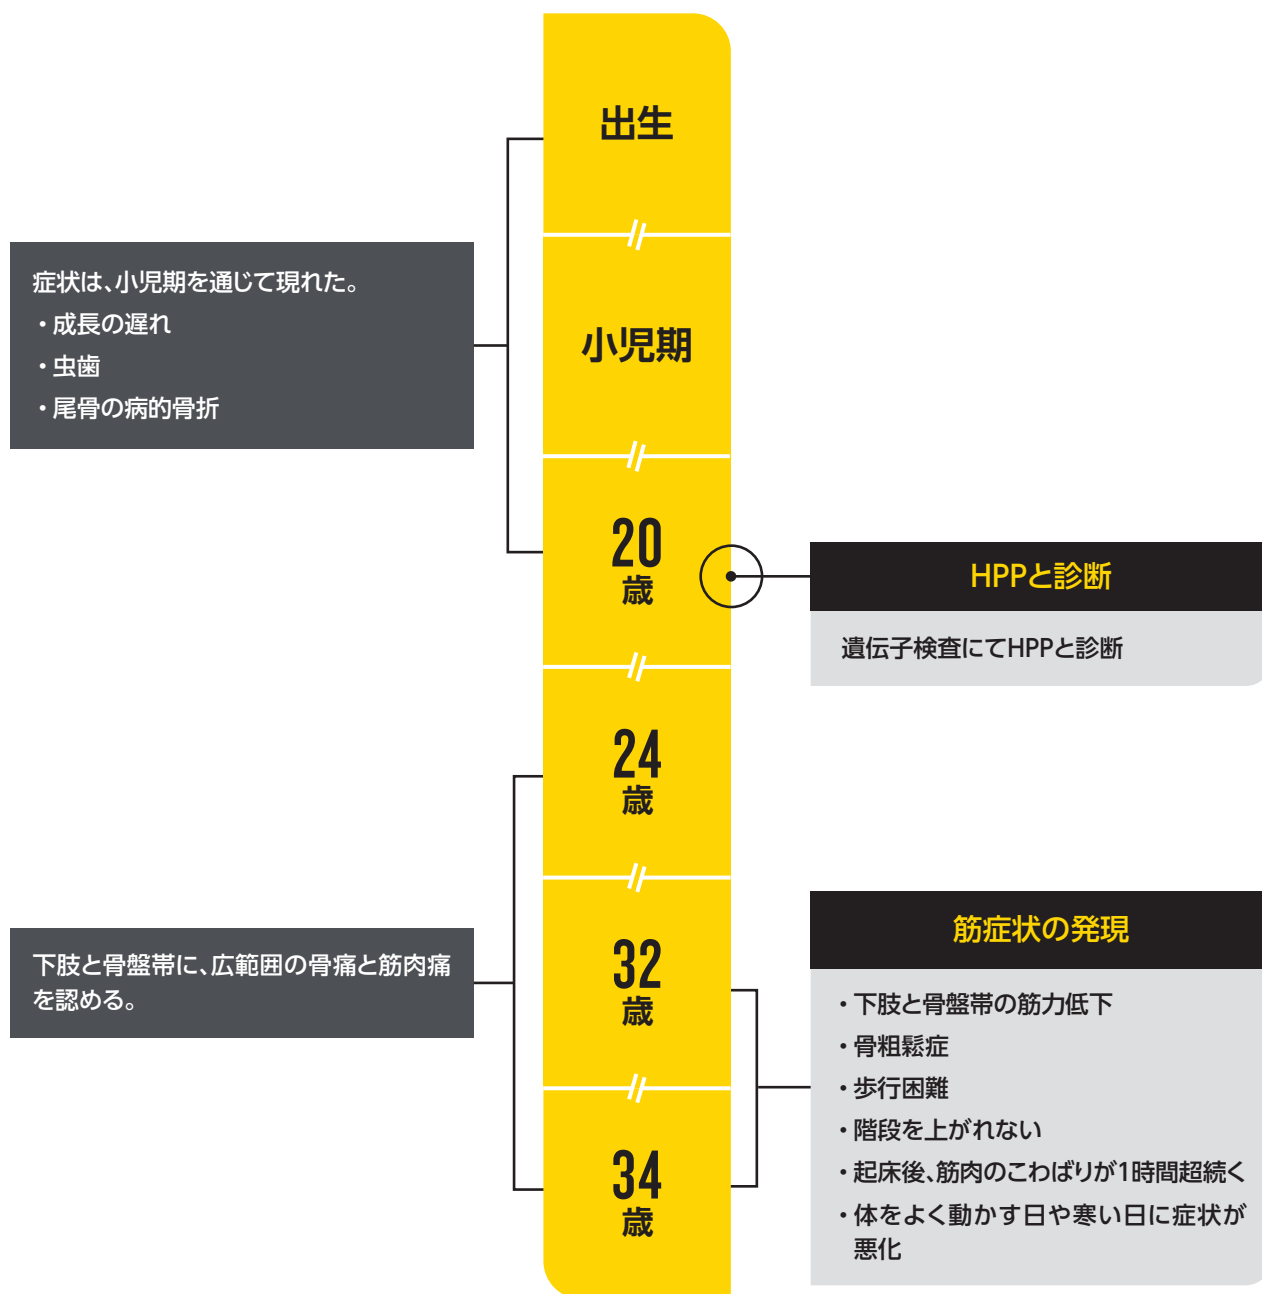 出生
小児期
症状は、小児期を通じて現れた。
・成長の遅れ
・虫歯
・尾骨の病的骨折
20
歳
HPPと診断
遺伝子検査にてHPPと診断
24
歳
32
歳
下肢と骨盤帯に、広範囲の骨痛と筋肉痛
を認める。
筋症状の発現
・下肢と骨盤帯の筋力低下
・骨粗鬆症
・歩行困難
・階段を上がれない
・起床後、筋肉のこわばりが1時間超続く
・体をよく動かす日や寒い日に症状が
悪化
34
歳